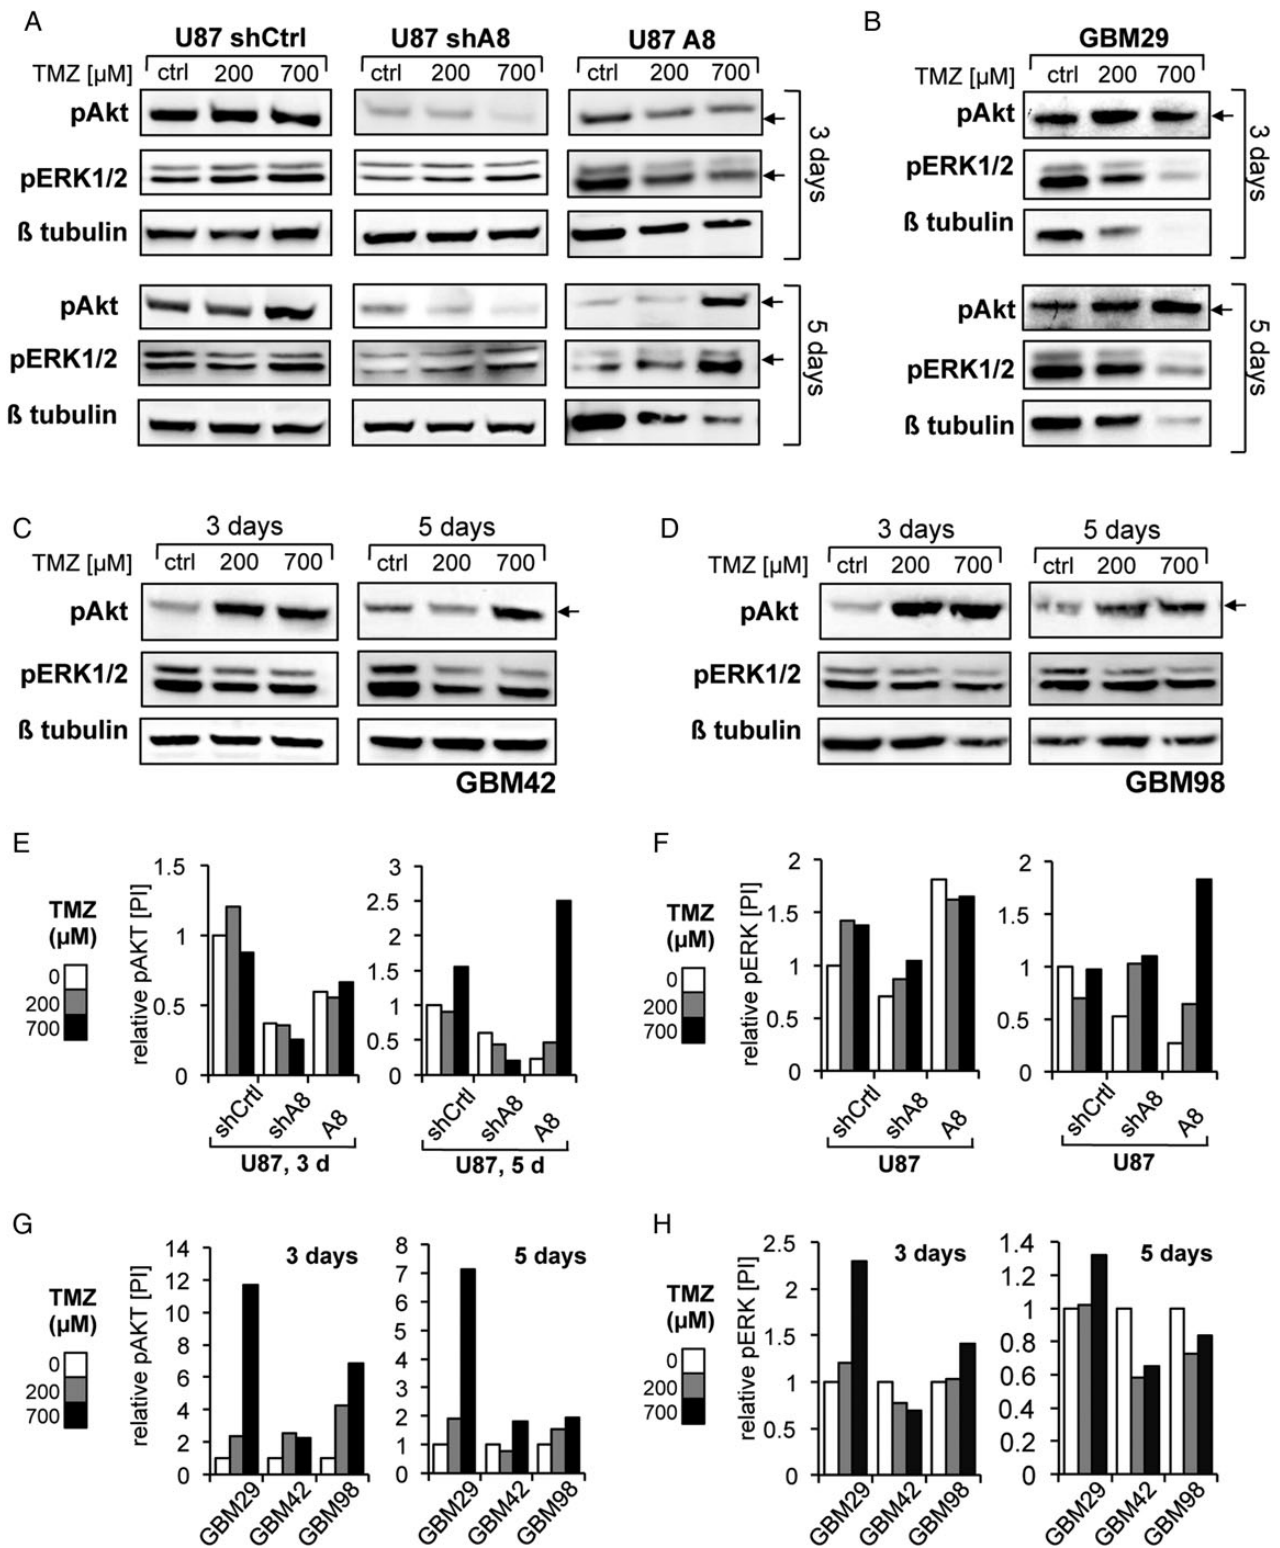 A
U87 shCtrl U87 shA8 U87 A8
TMZ [µM] ctrl 200 700 ctrl 200 700 ctrl 200 700
pAkt
pERK1/2
ß tubulin
3 days
pAkt
pERK1/2
ß tubulin
5 days
B
GBM29
TMZ [µM] ctrl 200 700
pAkt
pERK1/2
ß tubulin
3 days
pAkt
pERK1/2
ß tubulin
5 days
C
3 days 5 days
TMZ [µM] ctrl 200 700 ctrl 200 700
pAkt
pERK1/2
ß tubulin
GBM42
D
3 days 5 days
TMZ [µM] ctrl 200 700 ctrl 200 700
pAkt
pERK1/2
ß tubulin
GBM98
E
TMZ
(µM)
0
200
700
relative pAKT [PI]
1.5
1
0.5
0
shCrtl shA8 A8
U87, 3 d
3
2.5
2
1.5
1
0.5
0
shCrtl shA8 A8
U87, 5 d
F
TMZ
(µM)
0
200
700
relative pERK [PI]
2
1.5
1
0.5
0
shCrtl shA8 A8
U87
2
1.5
1
0.5
0
shCrtl shA8 A8
U87
G
TMZ
(µM)
0
200
700
relative pAKT [PI]
3 days
14
12
10
8
6
4
2
0
GBM29 GBM42 GBM98
5 days
8
7
6
5
4
3
2
1
0
GBM29 GBM42 GBM98
H
TMZ
(µM)
0
200
700
relative pERK [PI]
3 days
2.5
2
1.5
1
0.5
0
GBM29 GBM42 GBM98
5 days
1.4
1.2
1
0.8
0.6
0.4
0.2
0
GBM29 GBM42 GBM98